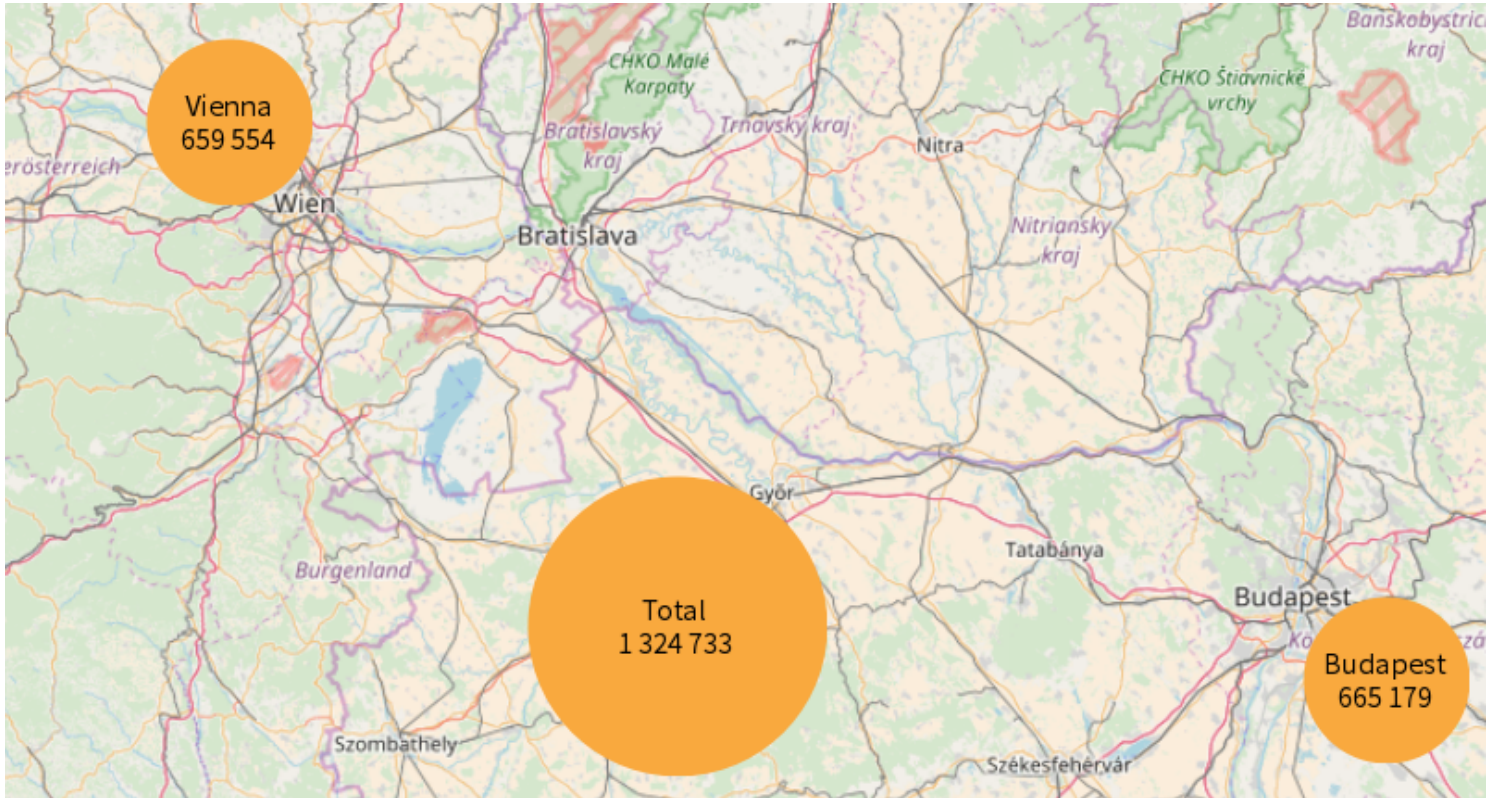 Banskobystrick
kraj
CHKO Malé
Karpaty
CHKO Štiavnické
vrchy
Vienna
659 554
Bratislavský
kraj
Trnavský kraj
Nitra
erösterreich
Wien
Bratislava
Nitriansky
kraj
Győr
Tatabánya
Burgenland
Budapest
Total
1 324 733
Budapest
665 179
Szombathely
Székesfehérvár